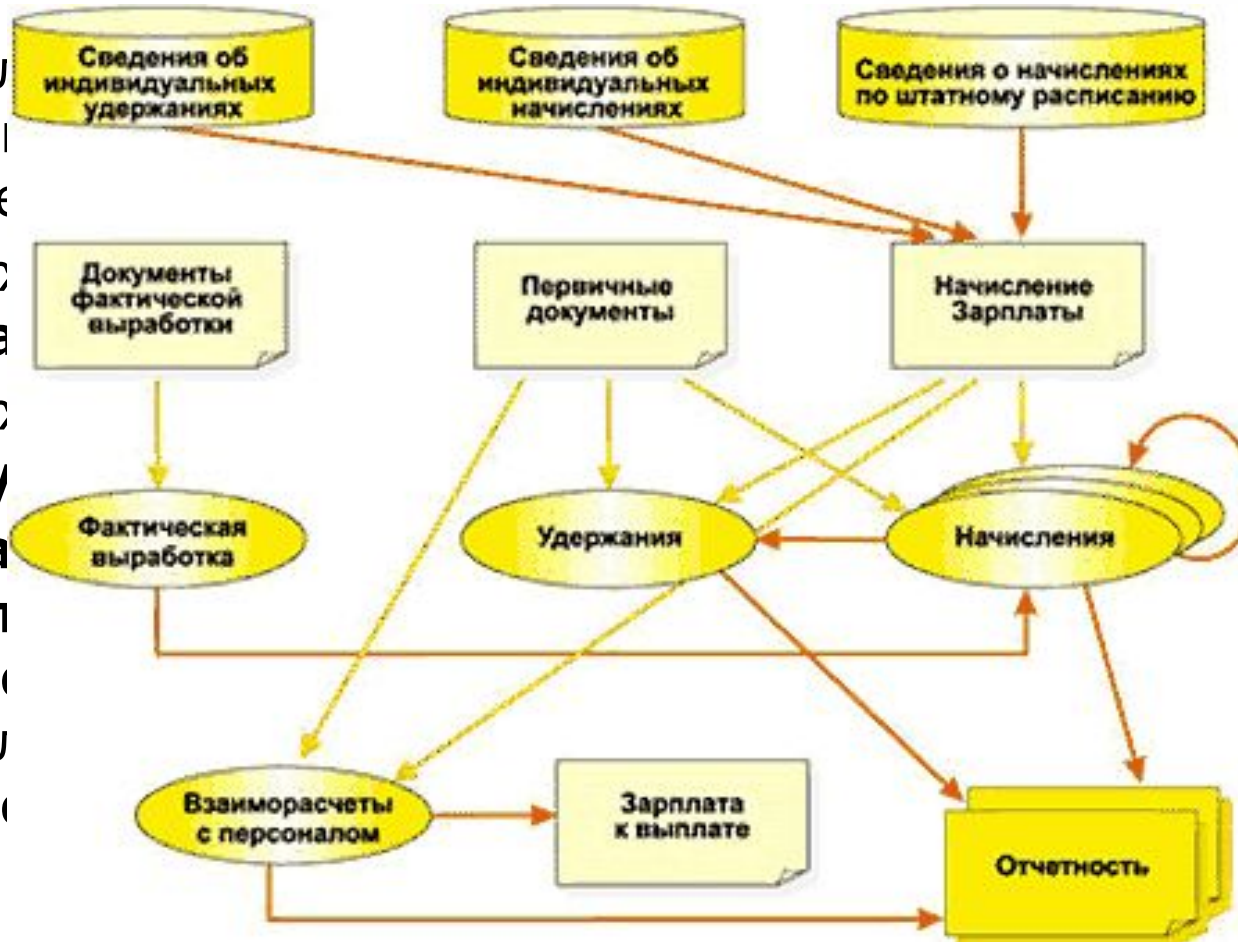 Сведения об
индивидуальных
удержаниях
Сведения об
индивидуальных
начислениях
Сведения о начислениях
по штатному расписанию
Документы
фактической
выработки
Первичные
документы
Начисление
Зарплаты
Фактическая
выработка
Удержания
Начисления
Взаиморасчеты
с персоналом
Зарплата
к выплате
Отчетность